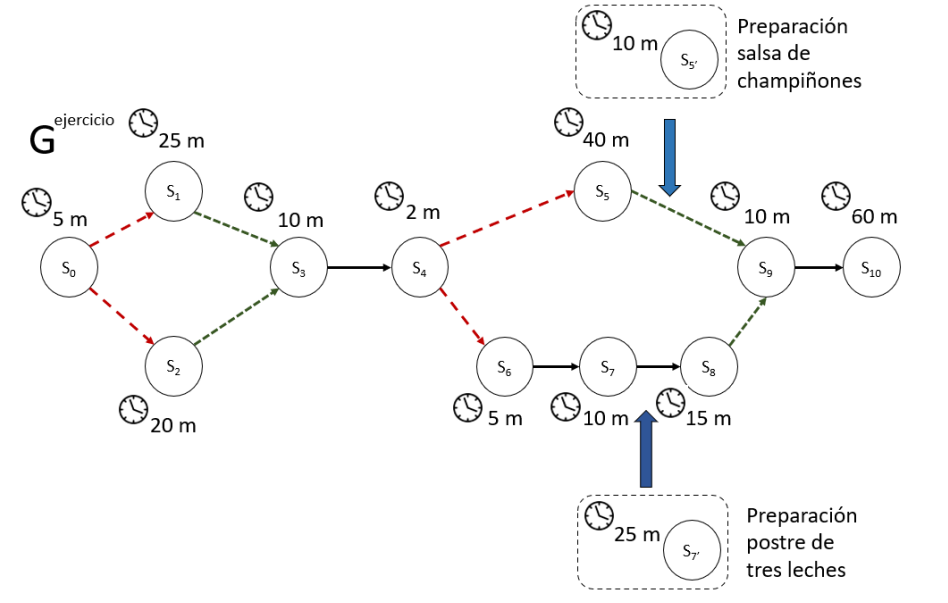 10 m
S5'
Preparación
salsa de
champiñones
G ejercicio
25 m
40 m
S1
S5
5 m
10 m
2 m
10 m
60 m
S0
S3
S4
S9
S10
S2
S6
S7
S8
20 m
5 m
10 m
15 m
25 m
S7'
Preparación
postre de
tres leches